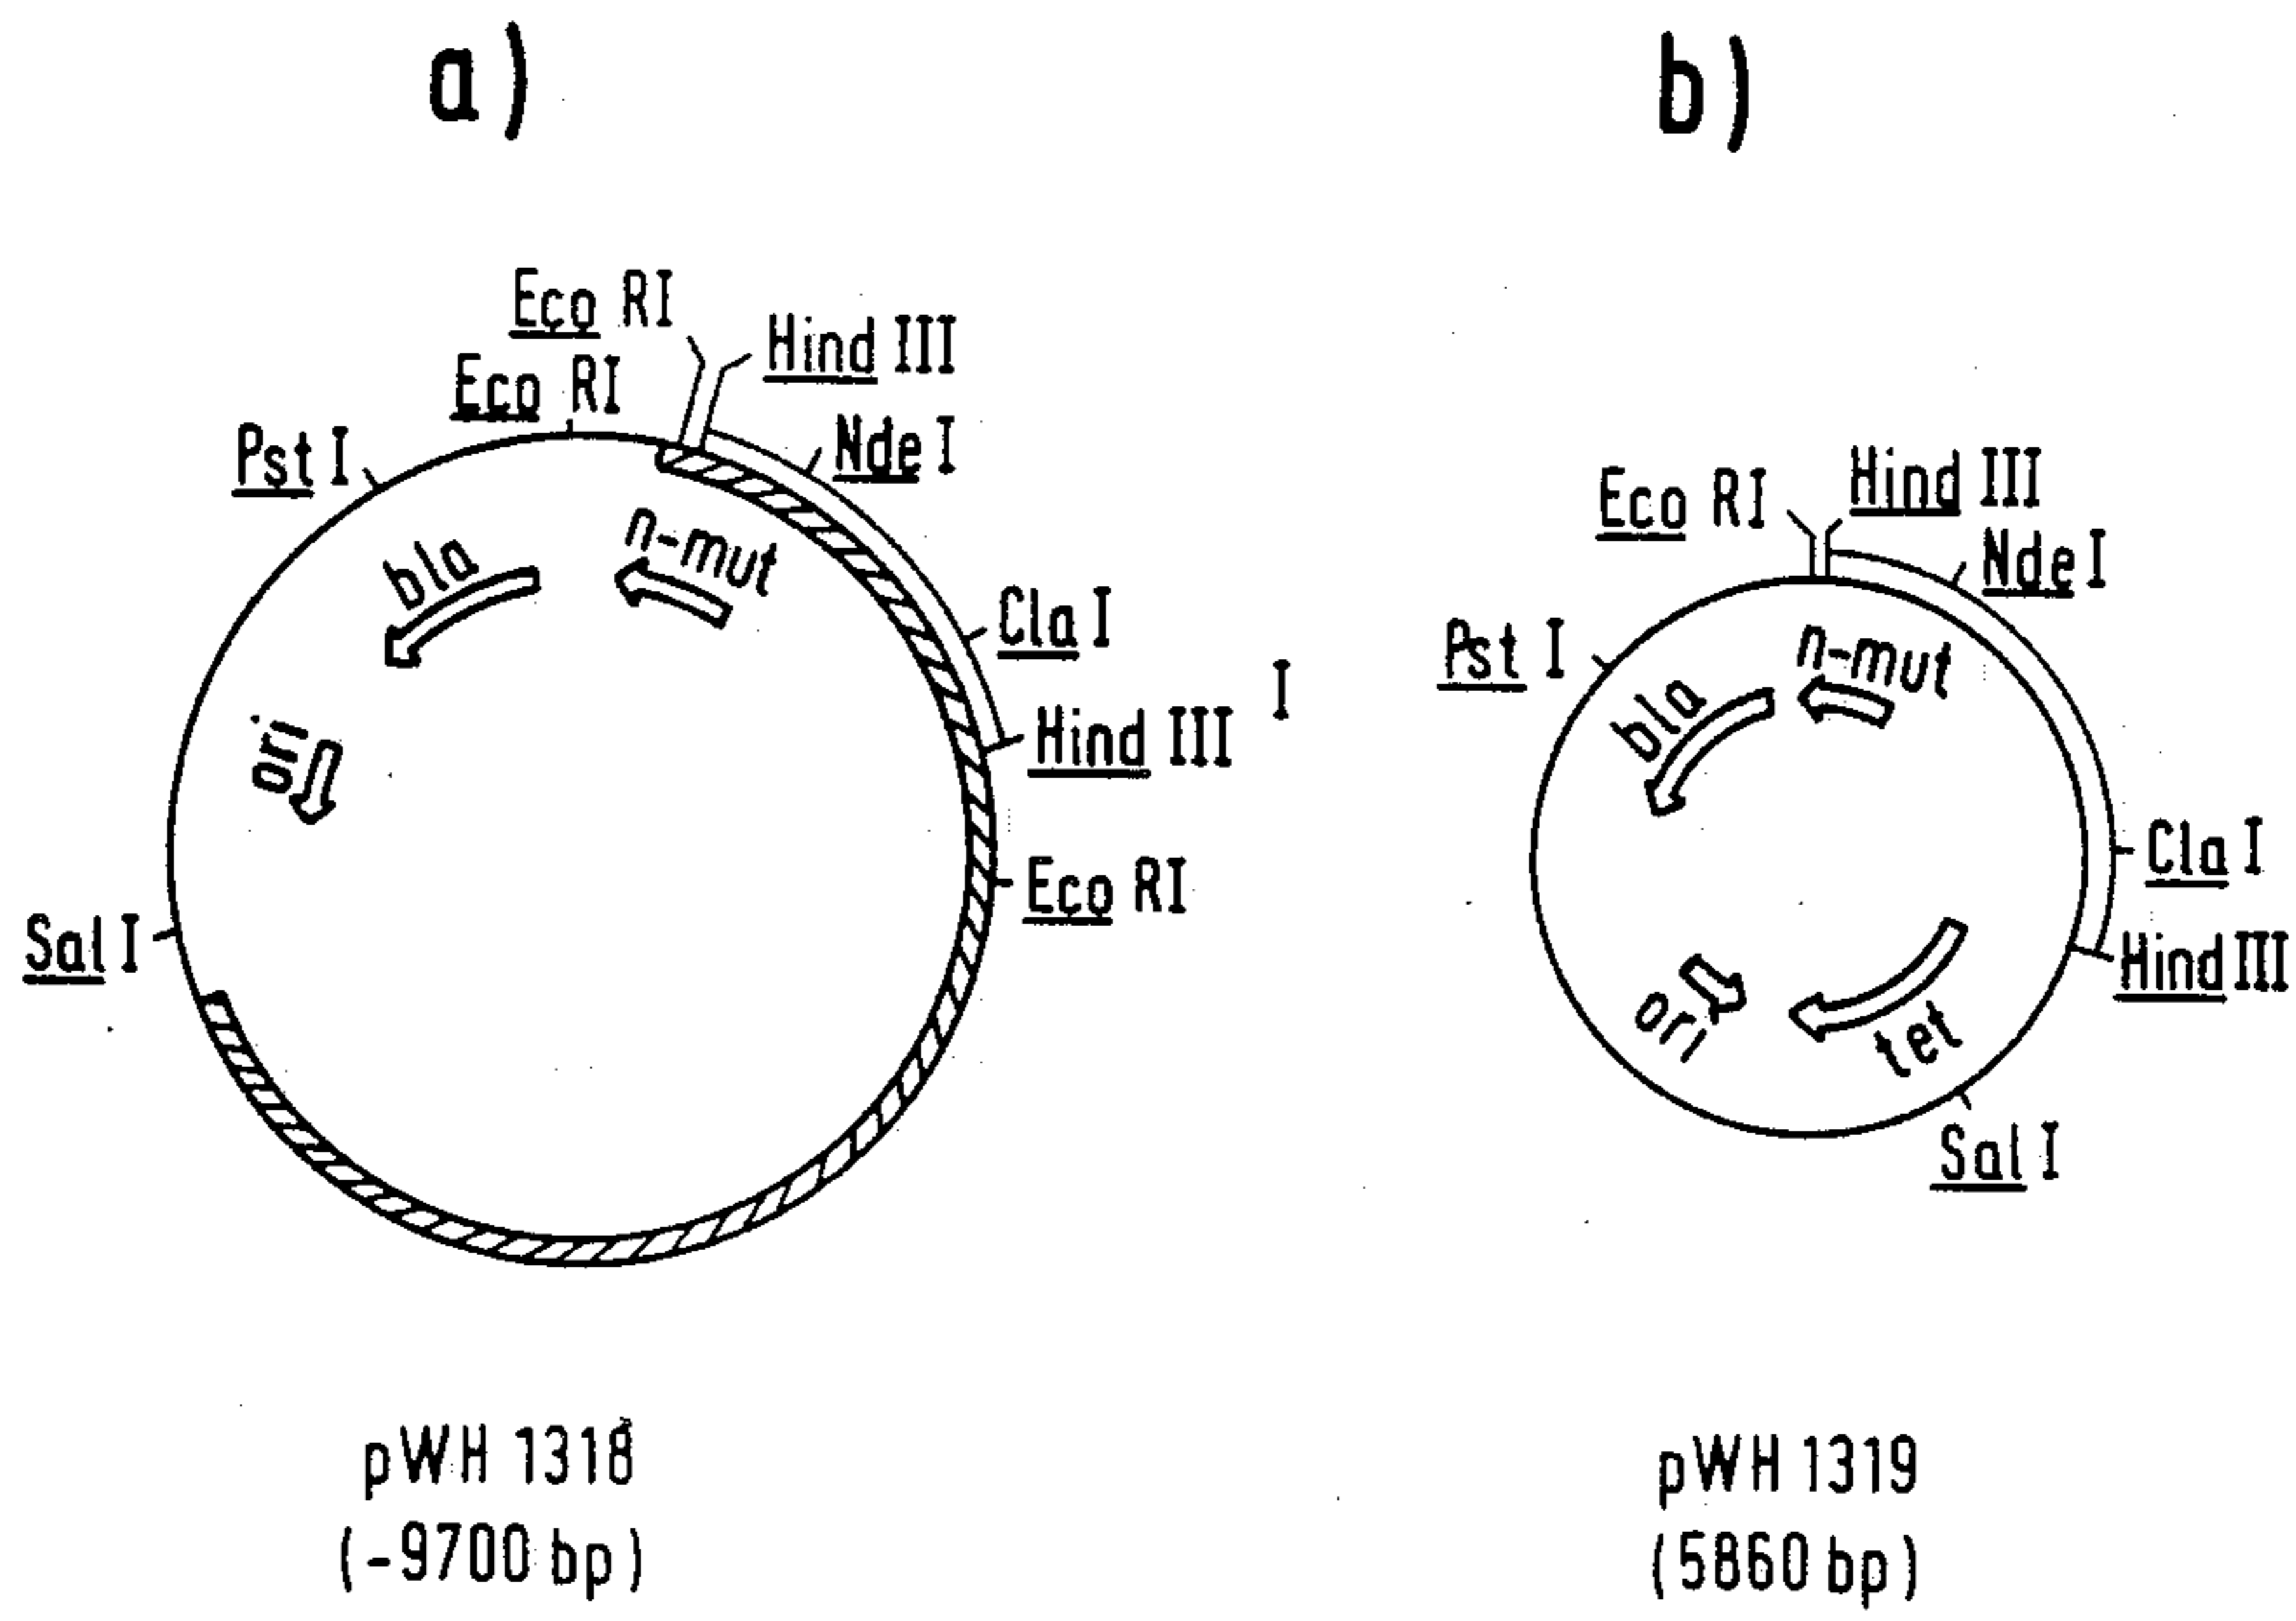 a)
b)
Eco RI
Hind III
Eco RI
Pst I
Nde I
bla
n-mut
Cla I
I
Hind III
ori
Eco RI
Sal I
Eco RI
Hind III
Nde I
Pst I
n-mut
bla
Cla I
Hind III
ori
tet
Sal I
pWH 1318
(-9700 bp)
pWH 1319
(5860 bp)